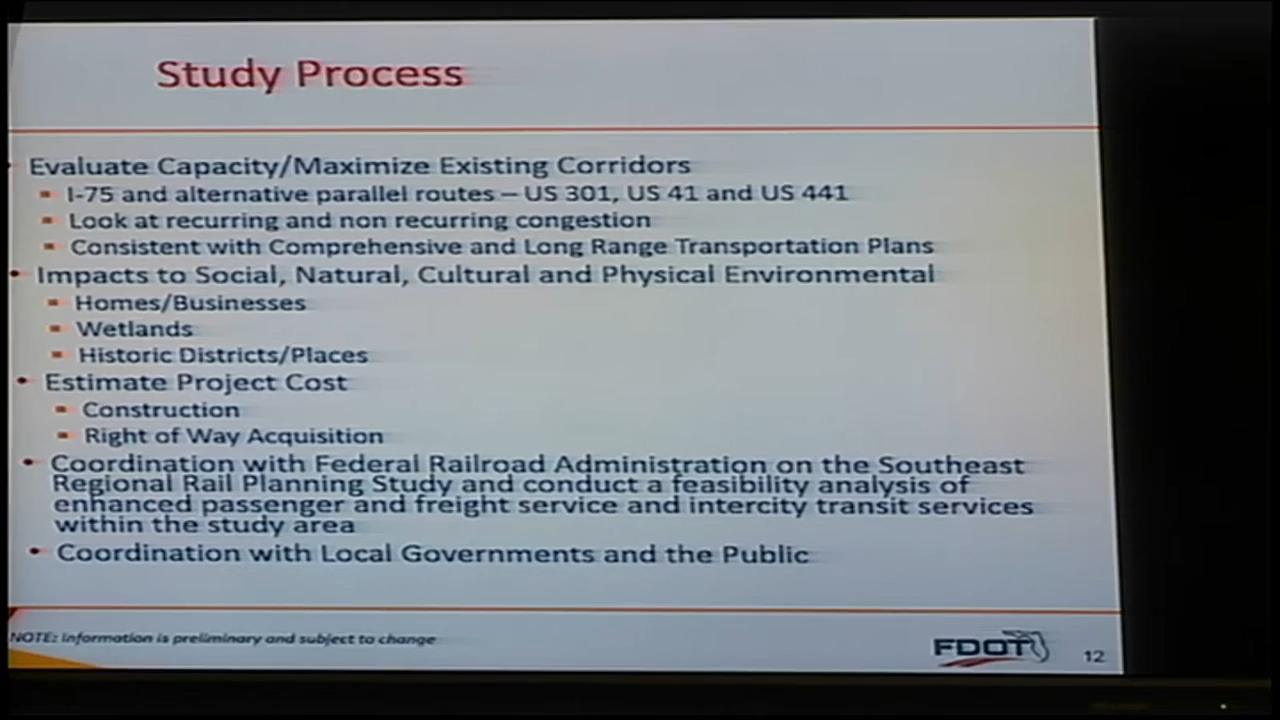 Study Process
• Evaluate Capacity/Maximize Existing Corridors
▪ I-75 and alternative parallel routes – US 301, US 41 and US 441
▪ Look at recurring and non recurring congestion
▪ Consistent with Comprehensive and Long Range Transportation Plans
• Impacts to Social, Natural, Cultural and Physical Environmental
▪ Homes/Businesses
▪ Wetlands
▪ Historic Districts/Places
• Estimate Project Cost
▪ Construction
▪ Right of Way Acquisition
• Coordination with Federal Railroad Administration on the Southeast
Regional Rail Planning Study and conduct a feasibility analysis of
enhanced passenger and freight service and intercity transit services
within the study area
• Coordination with Local Governments and the Public
NOTE: Information is preliminary and subject to change
FDOT
12